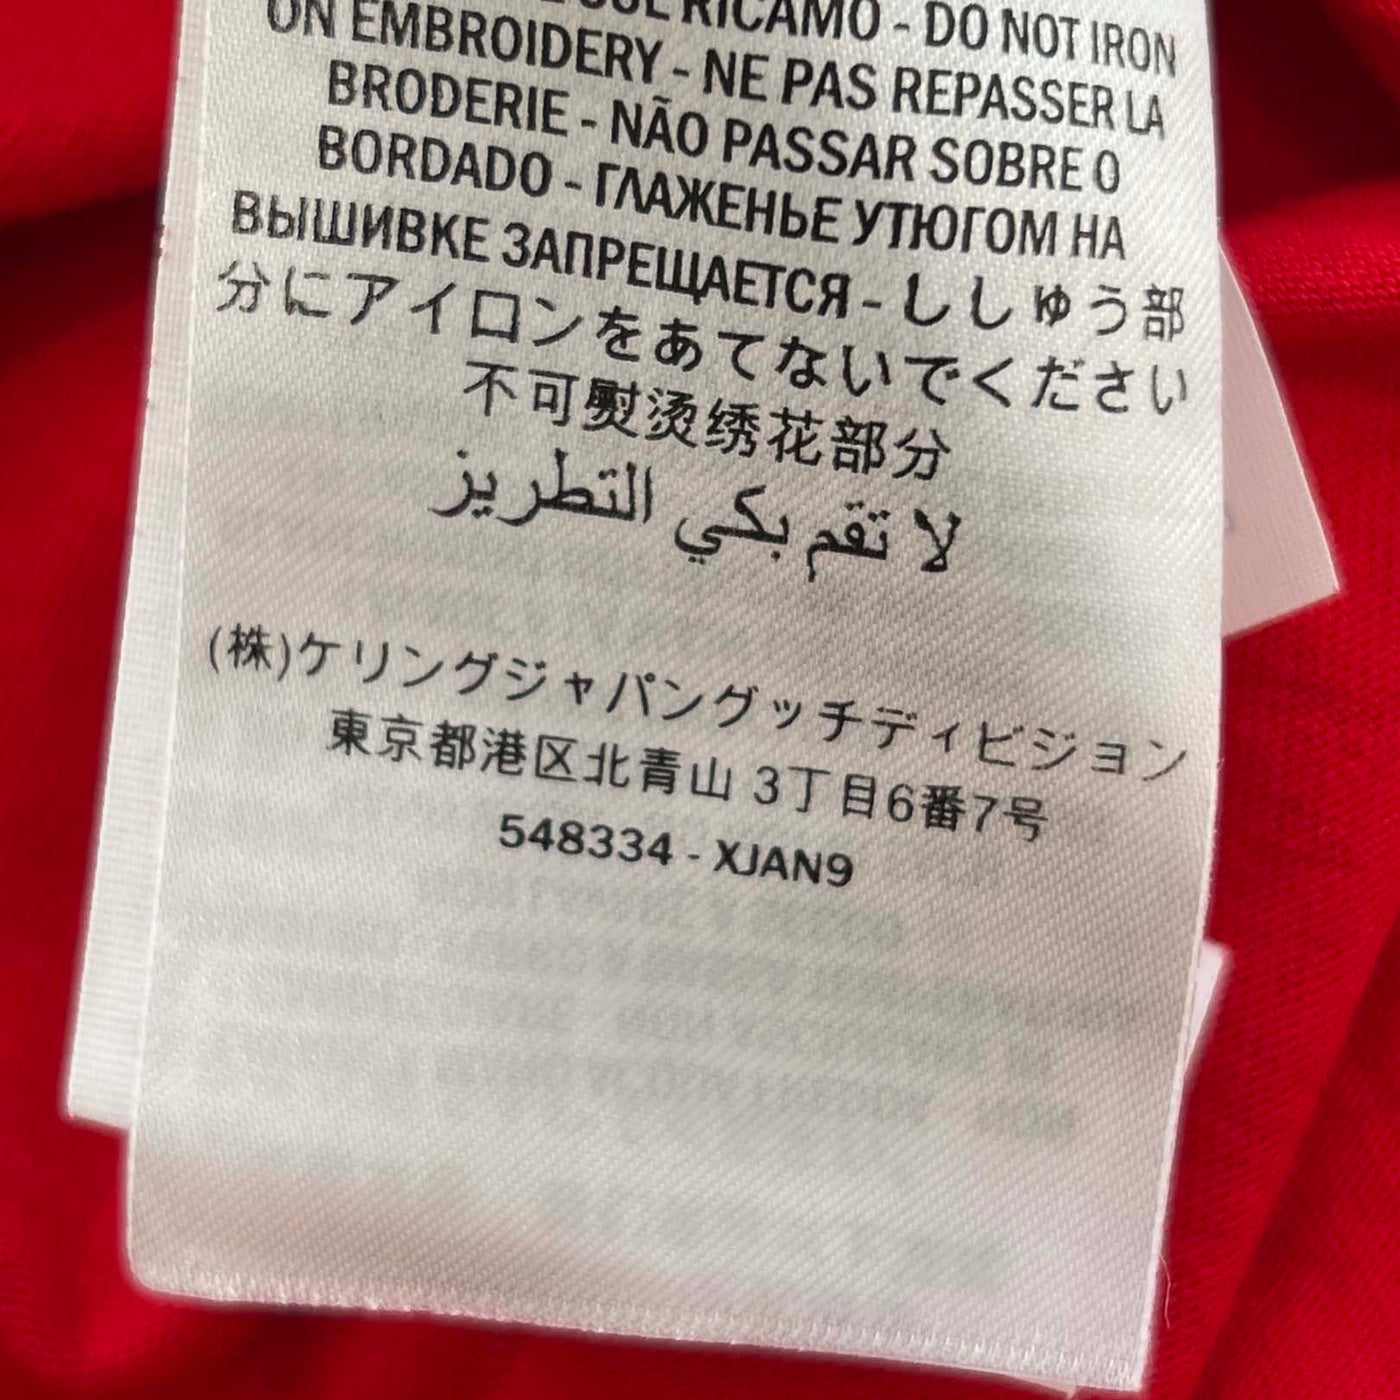 SUL RICAMO - DO NOT IRON
ON EMBROIDERY - NE PAS REPASSER LA
BRODERIE - NÃO PASSAR SOBRE O
BORDADO - ГЛАЖЕНЬЕ УТЮГОМ НА
ВЫШИВКЕ ЗАПРЕЩАЕТСЯ - ししゅう部
分にアイロンをあてないでください
不可熨烫绣花部分
لا تقم بكي التطريز
(株)ケリングジャパングッチディビジョン
東京都港区北青山 3丁目6番7号
548334 - XJAN9